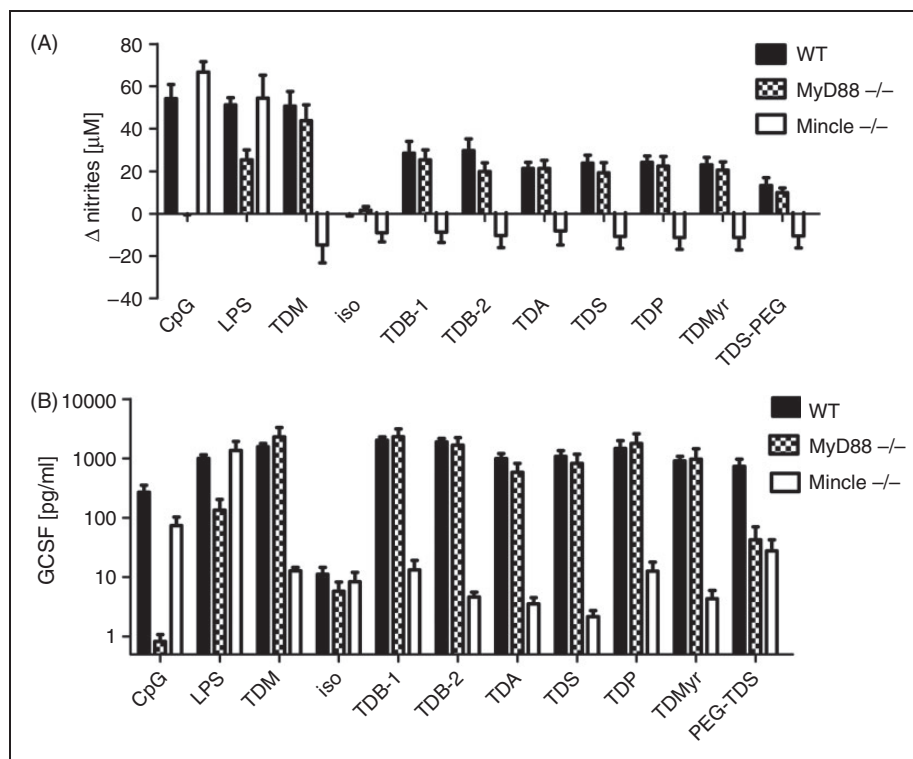 (A)
80
60
40
20
0
−20
−40
Δ nitrites [µM]
WT
MyD88 −/−
Mincle −/−
CpG
LPS
TDM
iso
TDB-1
TDB-2
TDA
TDS
TDP
TDMyr
TDS-PEG
(B)
10000
1000
100
10
1
GCSF [pg/ml]
WT
MyD88 −/−
Mincle −/−
CpG
LPS
TDM
iso
TDB-1
TDB-2
TDA
TDS
TDP
TDMyr
PEG-TDS